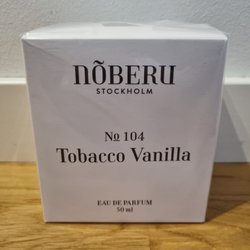 nõberu
STOCKHOLM
No 104
Tobacco Vanilla
EAU DE PARFUM
50 ml